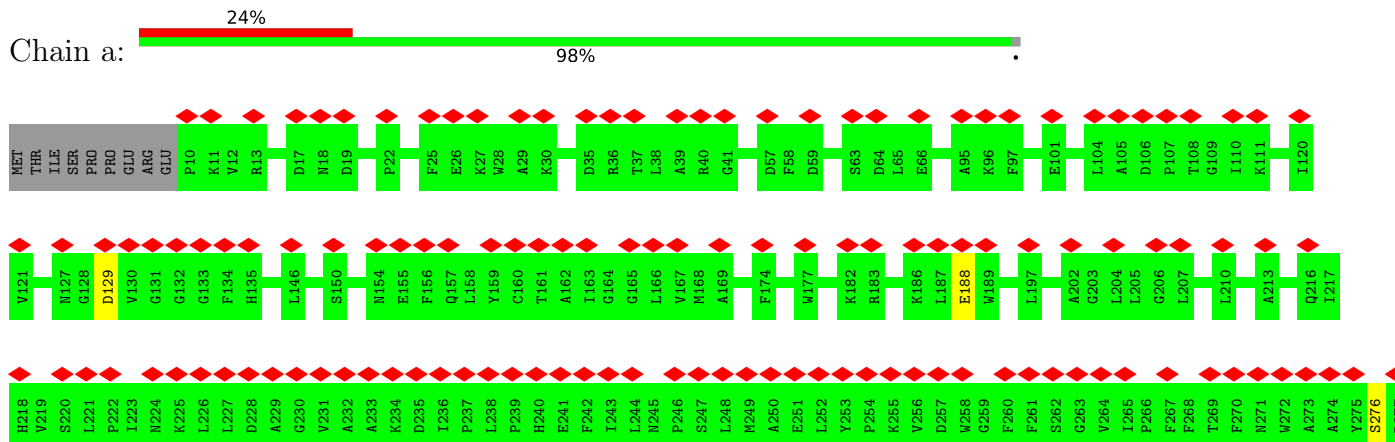 24%
Chain a:
98%
.
MET THR ILE SER PRO PRO GLU ARG GLU P10 K11 V12 R13 D17 N18 D19 P22 F25 E26 K27 W28 A29 K30 D35 R36 T37 L38 A39 R40 G41 D57 F58 D59 S63 D64 L65 E66 A95 K96 F97 E101 L104 A105 D106 P107 T108 G109 I110 K111 I120
V121 N127 G128 D129 V130 G131 G132 G133 F134 H135 L146 S150 N154 E155 F156 Q157 L158 Y159 C160 T161 A162 I163 G164 G165 L166 V167 M168 A169 F174 W177 K182 R183 K186 L187 E188 W189 L197 A202 G203 L204 L205 G206 L207 L210 A213 Q216 I217
H218 V219 S220 L221 P222 I223 N224 K225 L226 L227 D228 A229 G230 V231 A232 A233 K234 D235 I236 P237 L238 P239 H240 E241 F242 I243 L244 N245 P246 S247 L248 M249 A250 E251 L252 Y253 P254 K255 V256 D257 W258 G259 F260 F261 S262 G263 V264 I265 P266 F267 F268 T269 F270 N271 W272 A273 A274 Y275 S276